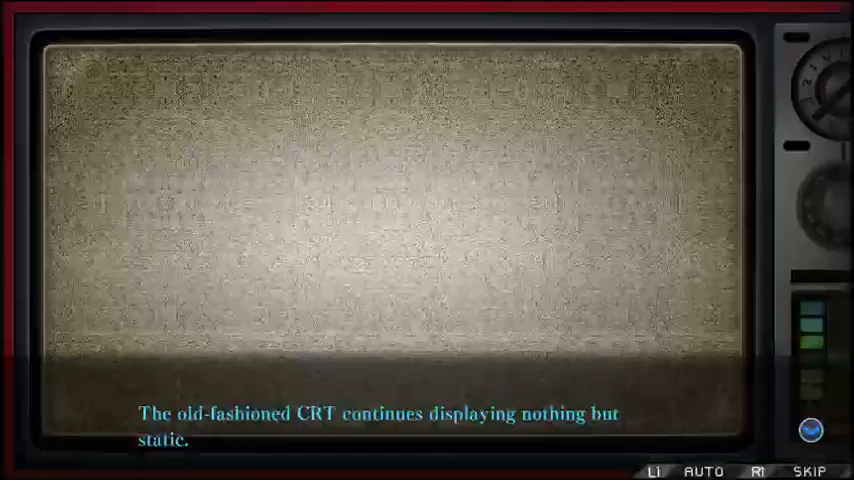 The old-fashioned CRT continues displaying nothing but
static.
L1 AUTO R1 SKIP